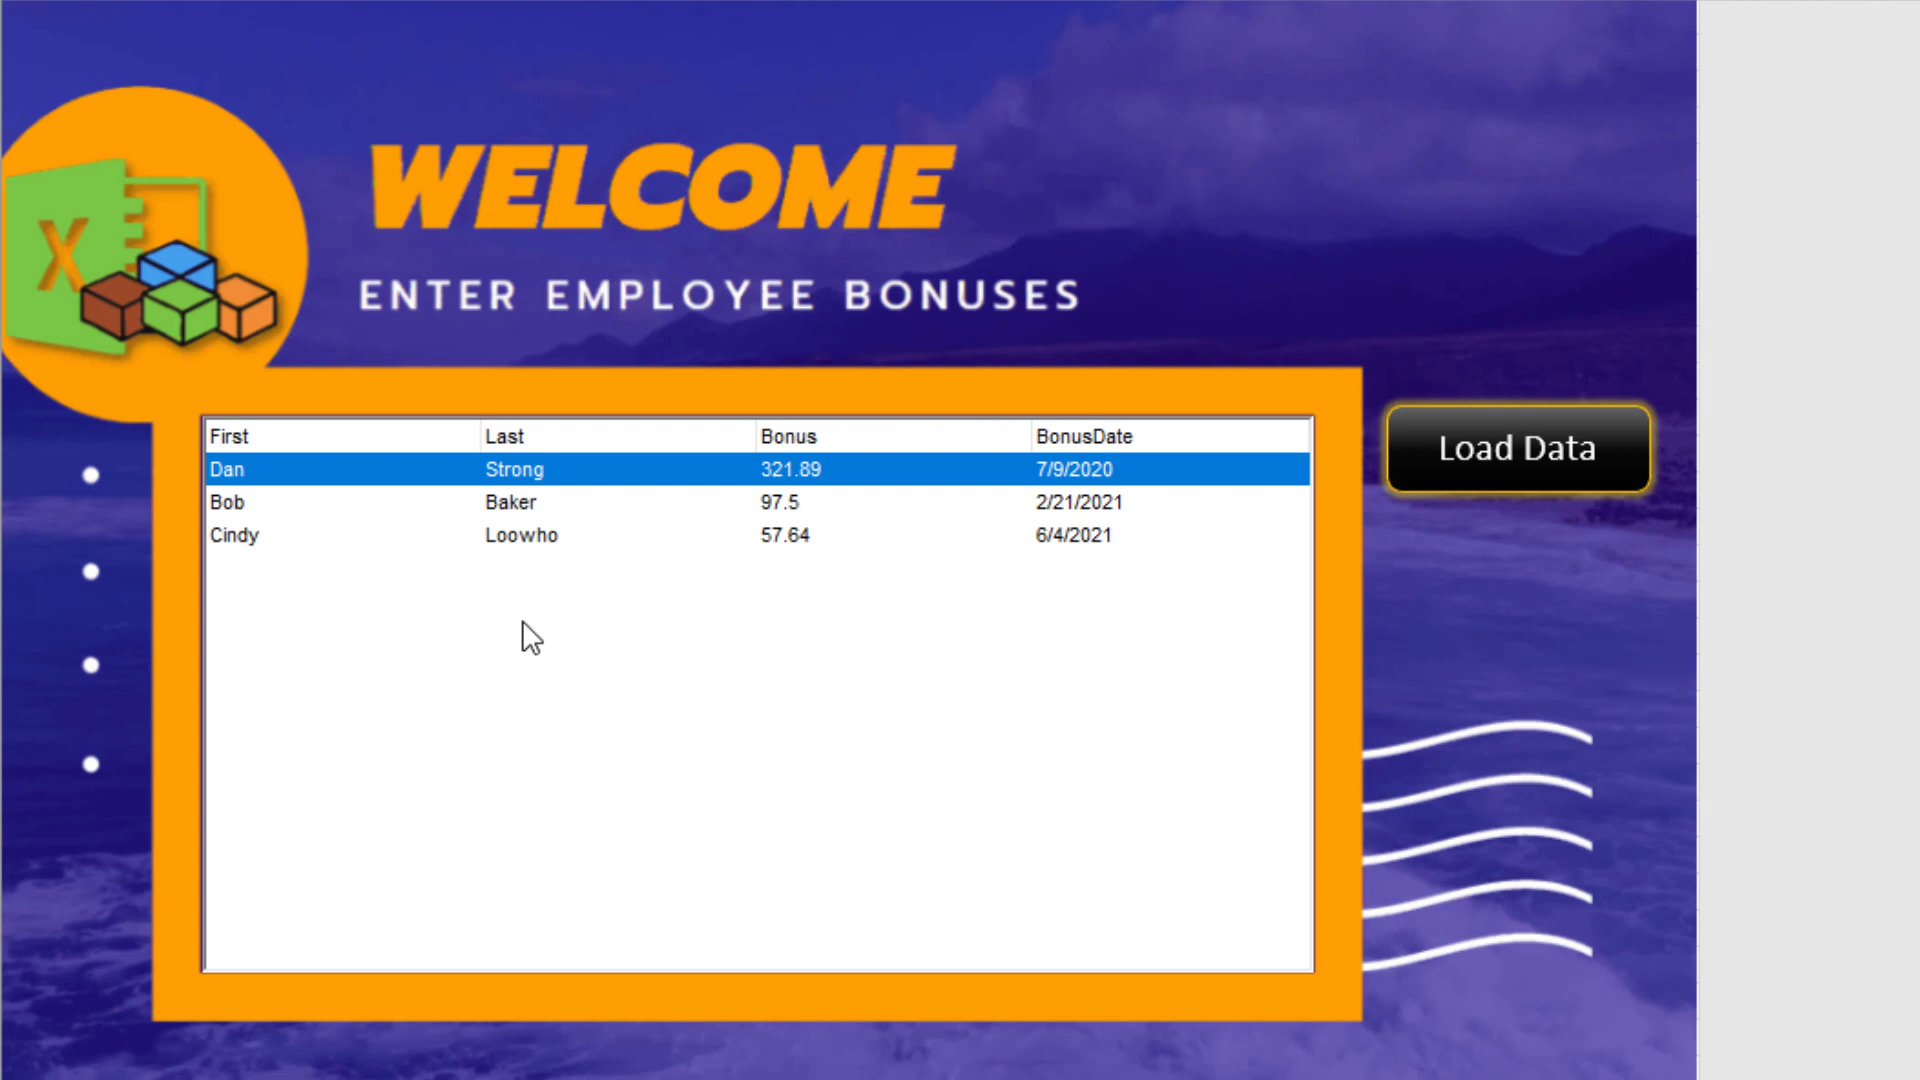 X
WELCOME
ENTER EMPLOYEE BONUSES
First Last Bonus BonusDate
Dan Strong 321.89 7/9/2020
Bob Baker 97.5 2/21/2021
Cindy Loowho 57.64 6/4/2021
Load Data